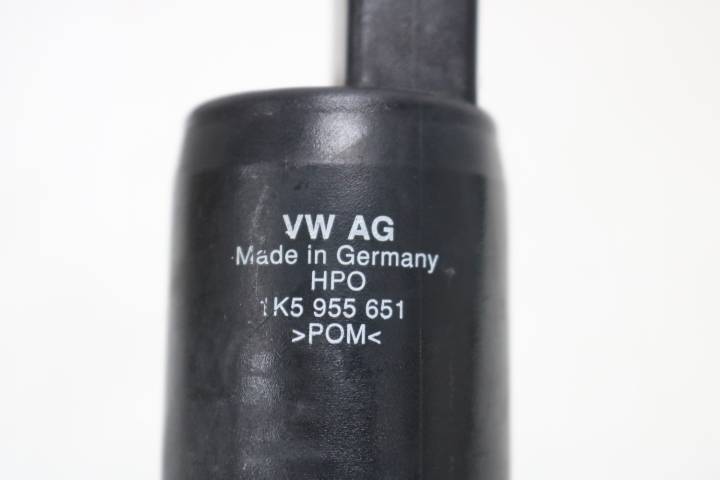 VW AG
Made in Germany
HPO
1K5 955 651
>POM<